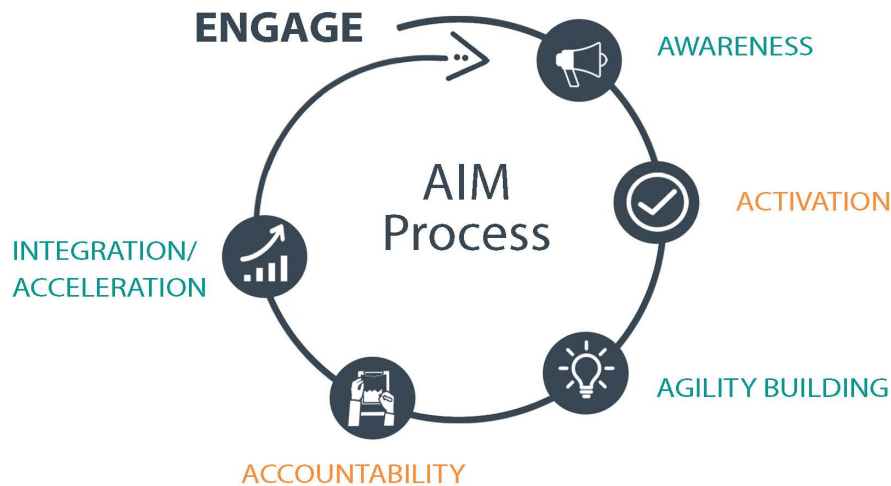 ENGAGE
AWARENESS
AIM
Process
ACTIVATION
INTEGRATION/
ACCELERATION
AGILITY BUILDING
ACCOUNTABILITY